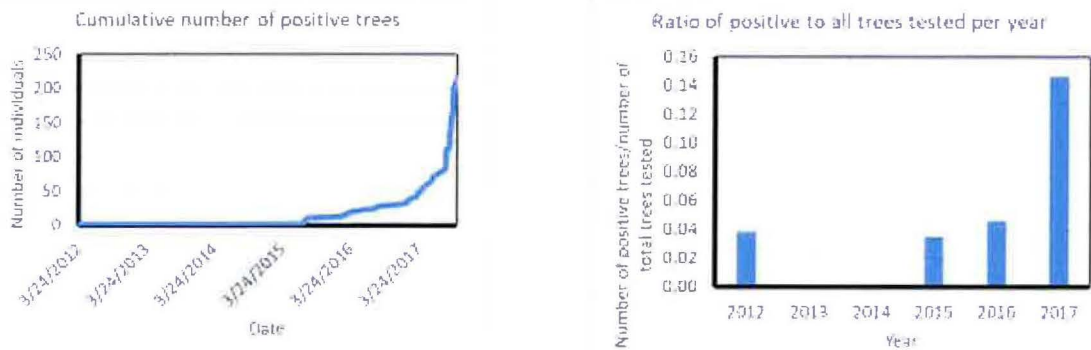 Cumulative number of positive trees
Number of individuals
250
200
150
100
50
0
3/24/2012
3/24/2013
3/24/2014
3/24/2015
3/24/2016
3/24/2017
Date
Ratio of positive to all trees tested per year
Number of positive trees/number of
total trees tested
0.16
0.14
0.12
0.10
0.08
0.06
0.04
0.02
0.00
2012 2013 2014 2015 2016 2017
Year